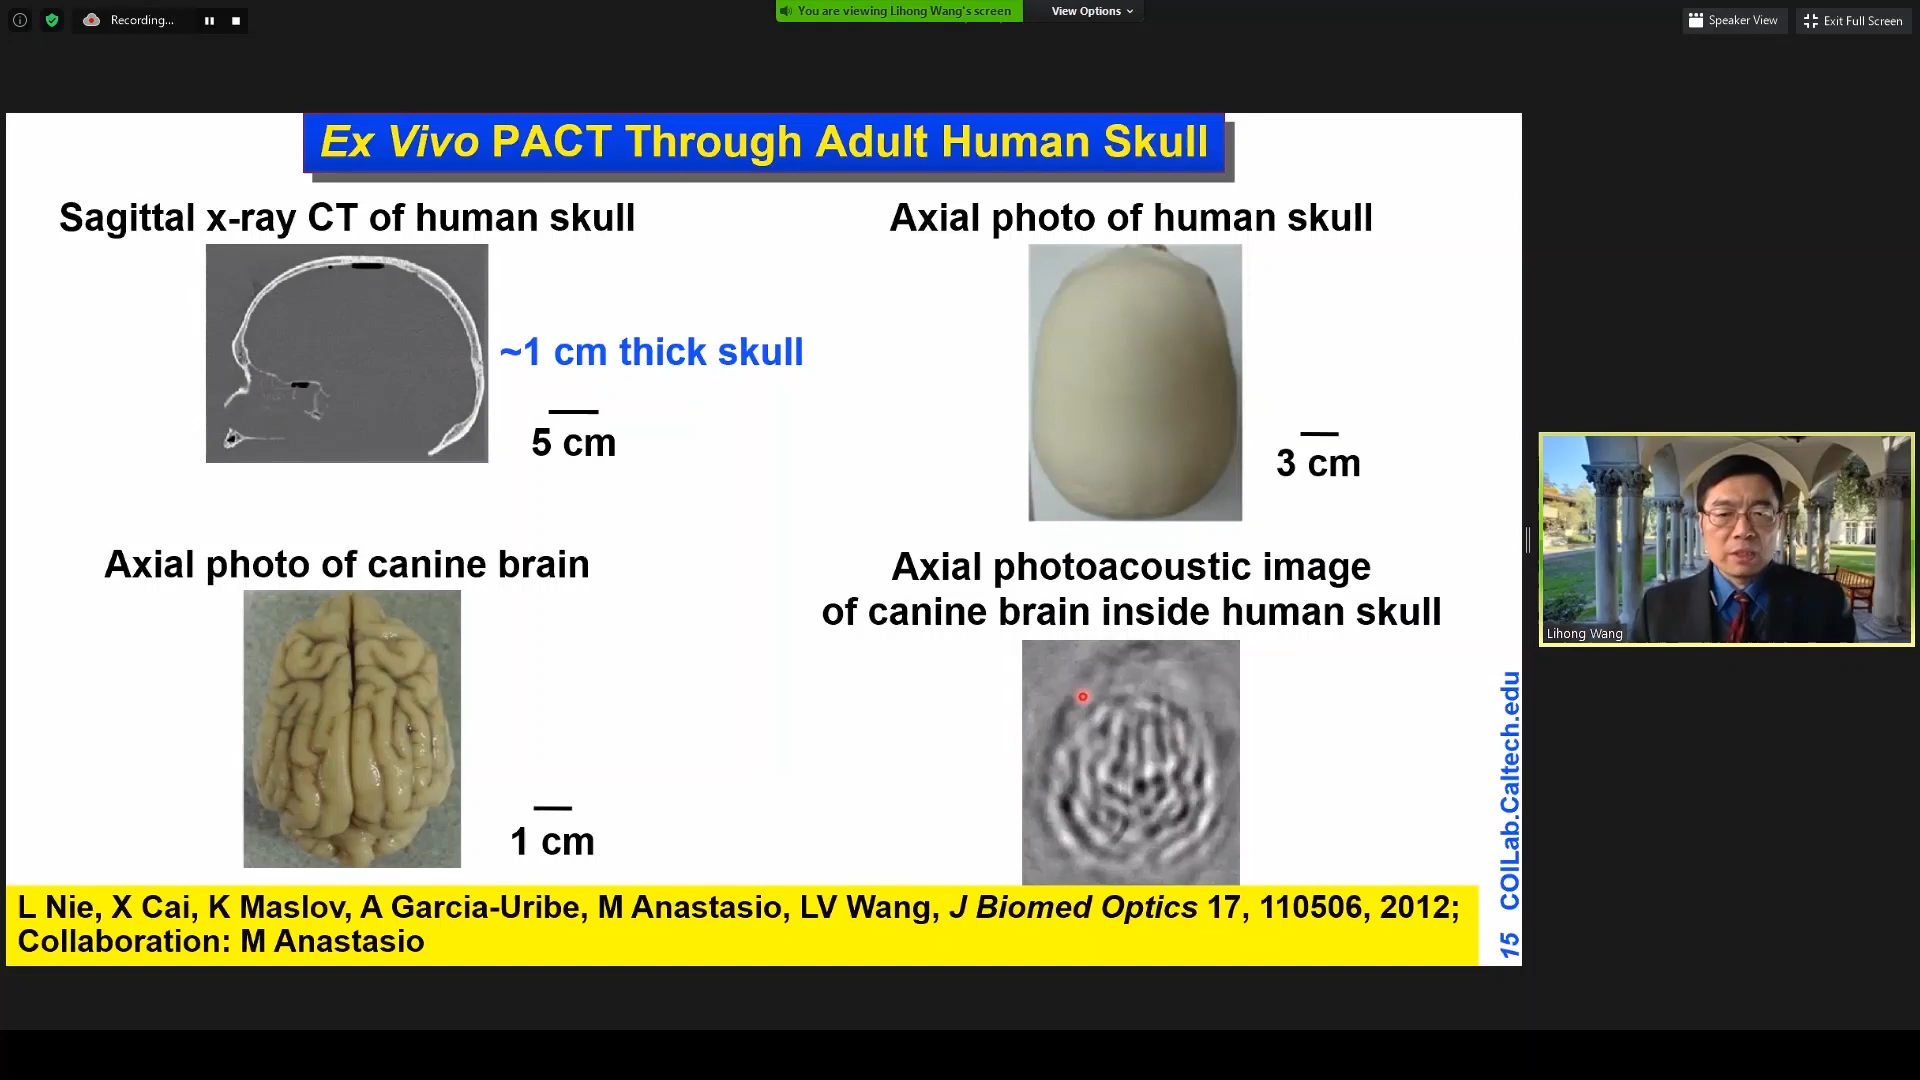 Recording...
You are viewing Lihong Wang's screen
View Options
Speaker View
Exit Full Screen
Ex Vivo PACT Through Adult Human Skull
Sagittal x-ray CT of human skull
~1 cm thick skull
5 cm
Axial photo of human skull
3 cm
Axial photo of canine brain
1 cm
Axial photoacoustic image
of canine brain inside human skull
L Nie, X Cai, K Maslov, A Garcia-Uribe, M Anastasio, LV Wang, J Biomed Optics 17, 110506, 2012;
Collaboration: M Anastasio
15 COILab.Caltech.edu
Lihong Wang